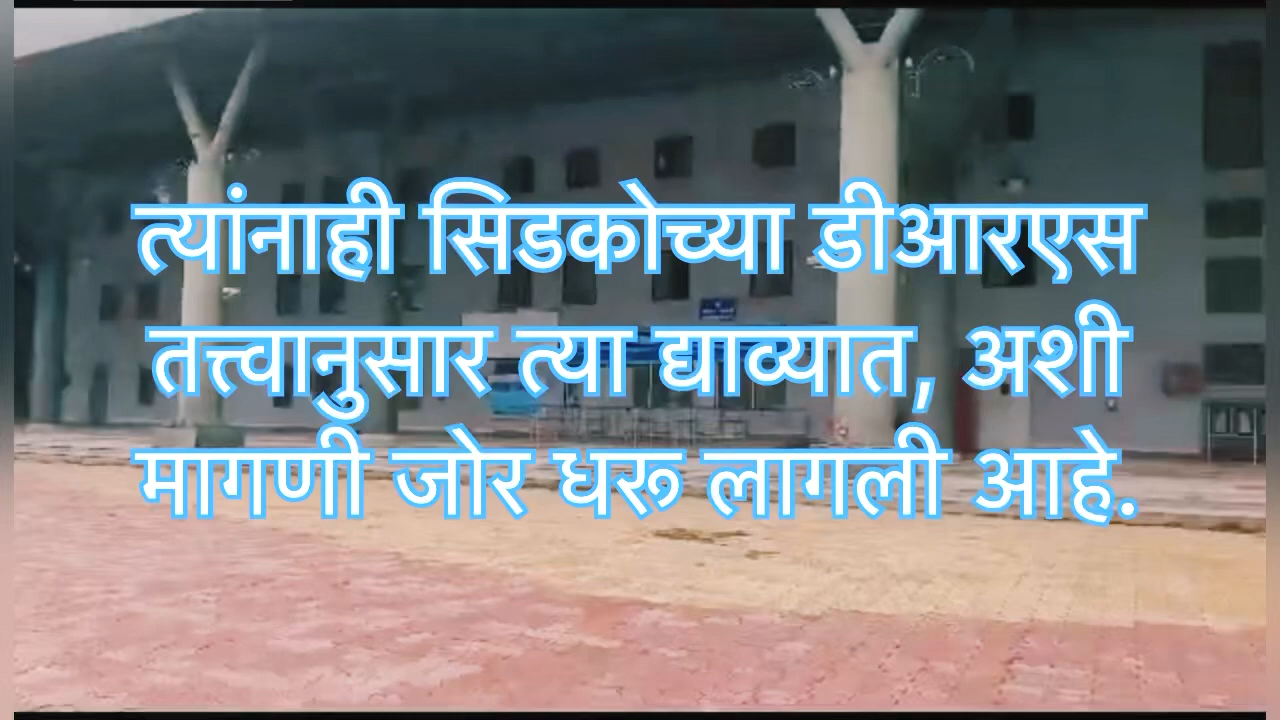 त्यांनाही सिडकोच्या डीआरएस
तत्त्वानुसार त्या द्याव्यात, अशी
मागणी जोर धरू लागली आहे.